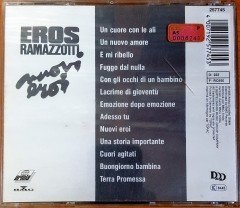 257745
EROS
RAMAZZOTTI
nuovi
eroi
Un cuore con le ali
Un nuovo amore
E mi ribello
Fuggo dal nulla
Con gli occhi di un bambino
Lacrime di gioventù
Emozione dopo emozione
Adesso tu
Nuovi eroi
Una storia importante
Cuori agitati
Buongiorno bambina
Terra Promessa
DDD